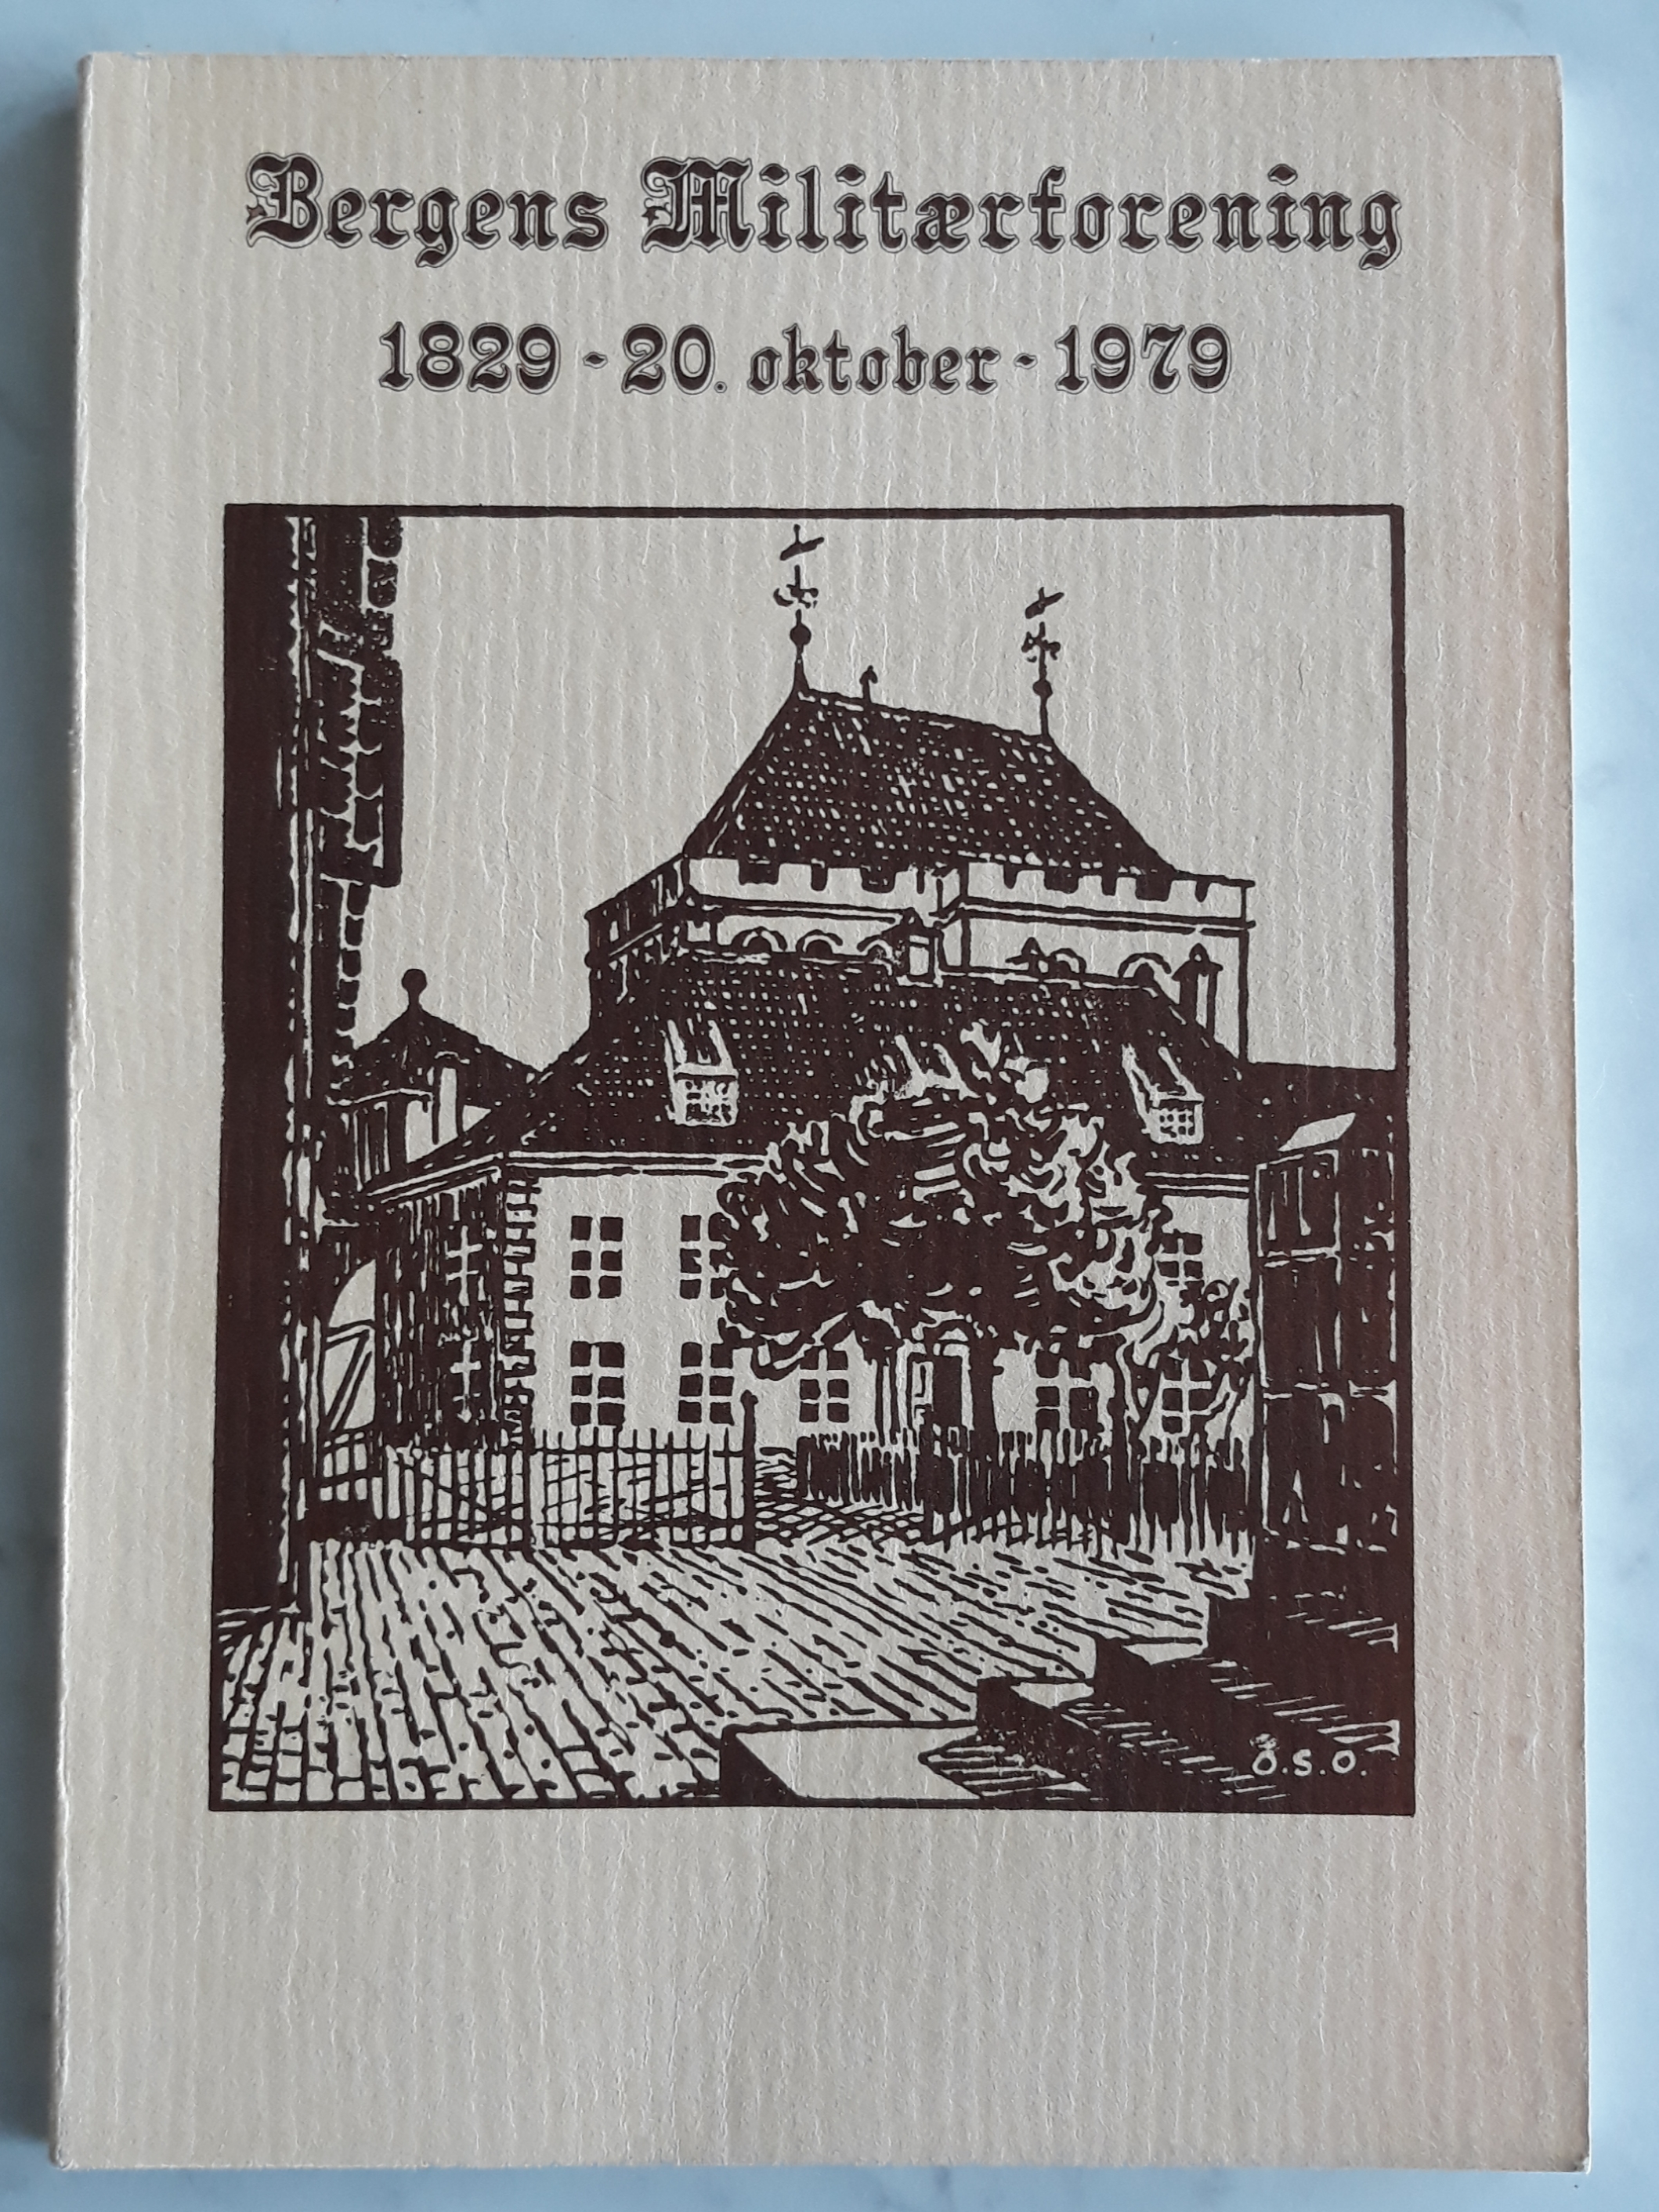 Bergens Militærforening
1829 - 20. oktober - 1979
Ø.S.O.